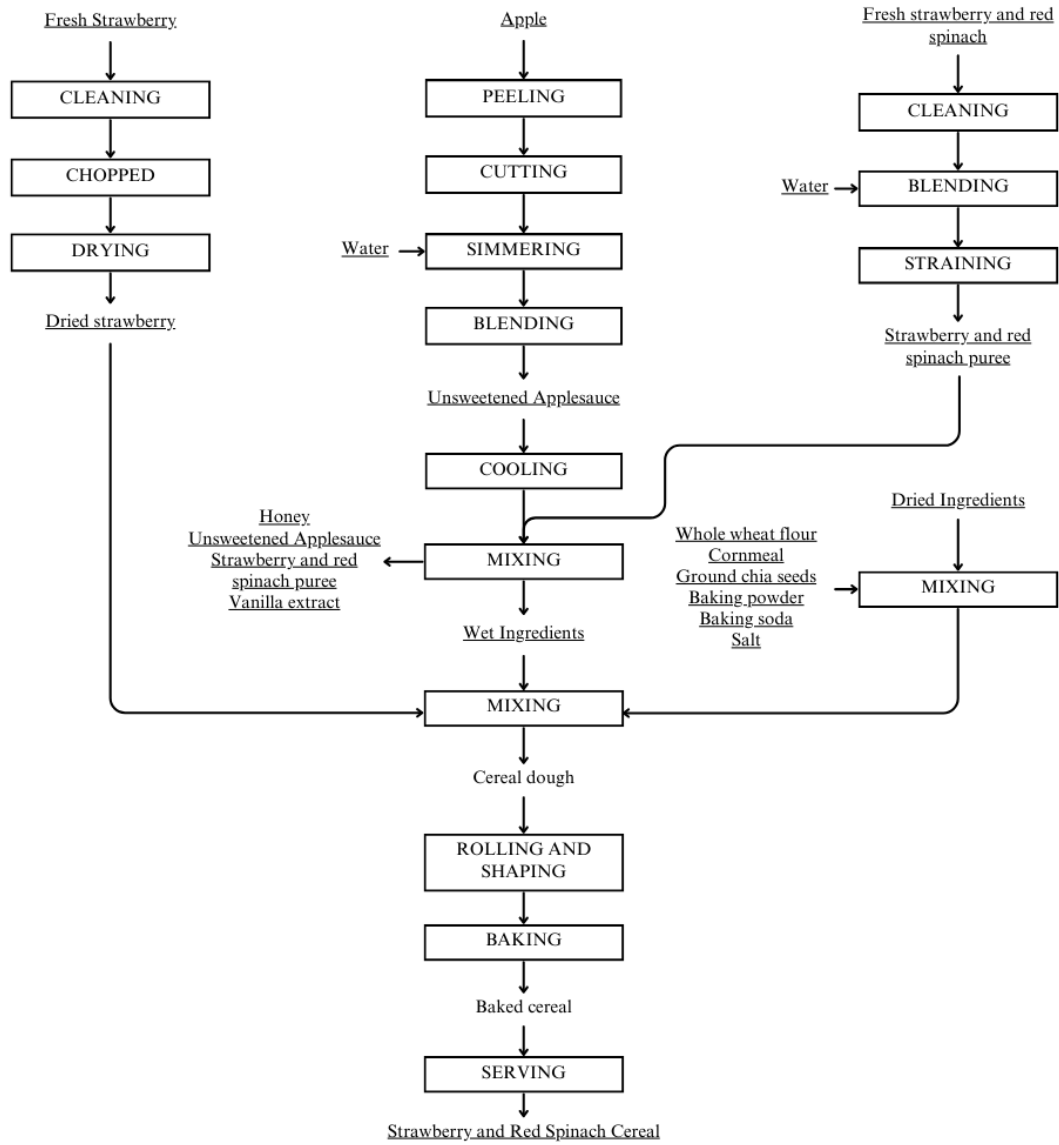 Fresh Strawberry
CLEANING
CHOPPED
DRYING
Dried strawberry
Apple
PEELING
CUTTING
Water
SIMMERING
BLENDING
Unsweetened Applesauce
COOLING
Fresh strawberry and red
spinach
CLEANING
Water
BLENDING
STRAINING
Strawberry and red
spinach puree
Honey
Unsweetened Applesauce
Strawberry and red
spinach puree
Vanilla extract
MIXING
Wet Ingredients
Dried Ingredients
Whole wheat flour
Cornmeal
Ground chia seeds
Baking powder
Baking soda
Salt
MIXING
MIXING
Cereal dough
ROLLING AND
SHAPING
BAKING
Baked cereal
SERVING
Strawberry and Red Spinach Cereal